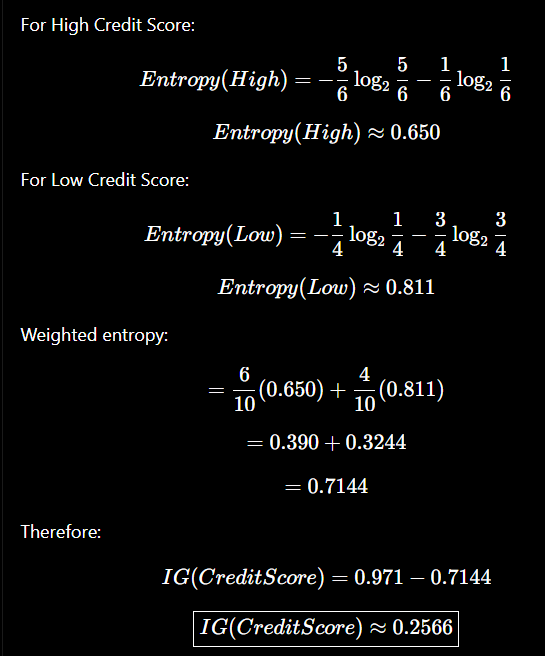 For High Credit Score:
Entropy(High) = −5/6 log₂ 5/6 − 1/6 log₂ 1/6
Entropy(High) ≈ 0.650
For Low Credit Score:
Entropy(Low) = −1/4 log₂ 1/4 − 3/4 log₂ 3/4
Entropy(Low) ≈ 0.811
Weighted entropy:
= 6/10 (0.650) + 4/10 (0.811)
= 0.390 + 0.3244
= 0.7144
Therefore:
IG(CreditScore) = 0.971 − 0.7144
IG(CreditScore) ≈ 0.2566